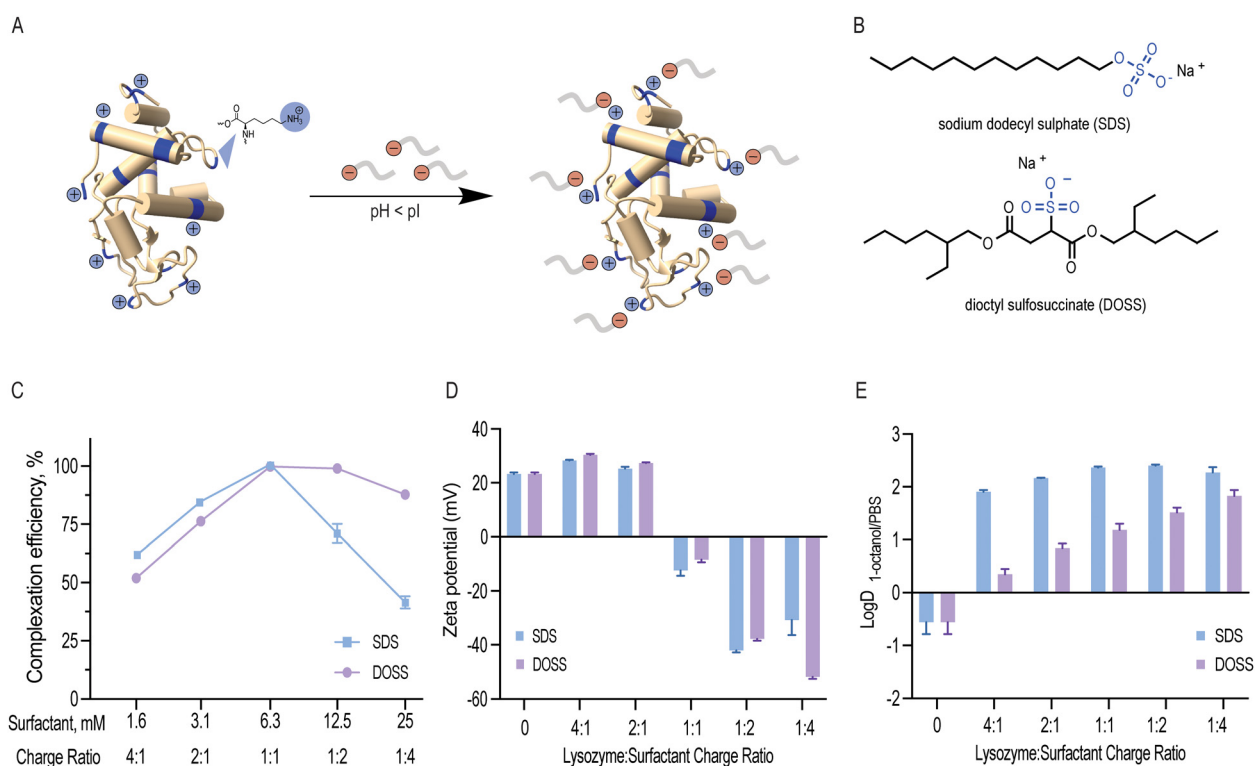 A
B
pH < pI
O
O
NH
NH₃
+
O
O
S
O
O⁻
Na⁺
sodium dodecyl sulphate (SDS)
Na⁺
O⁻
O
O=S=O
O
O
O
dioctyl sulfosuccinate (DOSS)
C
D
E
Complexation efficiency, %
100
75
50
25
0
SDS
DOSS
Surfactant, mM
1.6
3.1
6.3
12.5
25
Charge Ratio
4:1
2:1
1:1
1:2
1:4
Zeta potential (mV)
40
20
0
-20
-40
-60
SDS
DOSS
0
4:1
2:1
1:1
1:2
1:4
Lysozyme:Surfactant Charge Ratio
LogD 1-octanol/PBS
3
2
1
0
-1
-2
SDS
DOSS
0
4:1
2:1
1:1
1:2
1:4
Lysozyme:Surfactant Charge Ratio